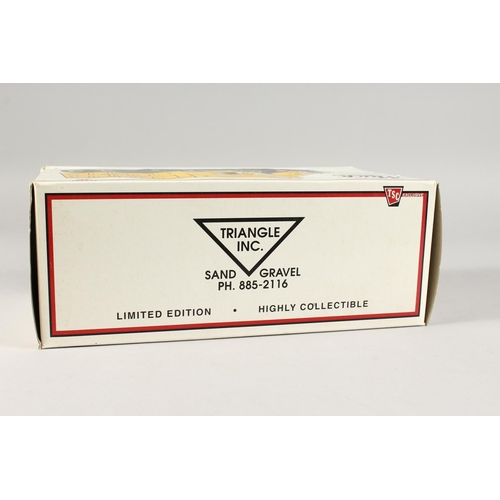 TRIANGLE
INC.
SAND GRAVEL
PH. 885-2116
LIMITED EDITION • HIGHLY COLLECTIBLE